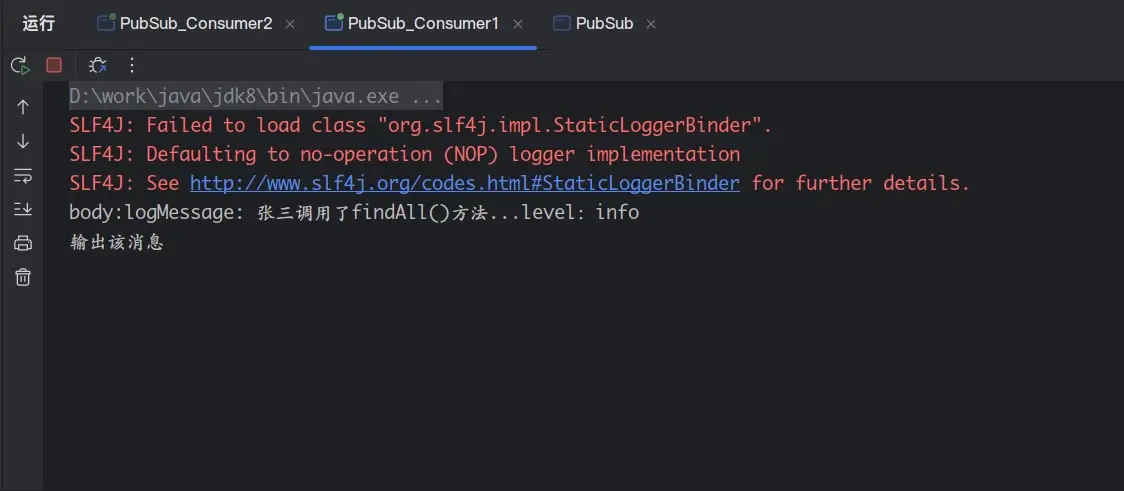 运行 PubSub_Consumer2 PubSub_Consumer1 PubSub
D:\work\java\jdk8\bin\java.exe ...
SLF4J: Failed to load class "org.slf4j.impl.StaticLoggerBinder".
SLF4J: Defaulting to no-operation (NOP) logger implementation
SLF4J: See http://www.slf4j.org/codes.html#StaticLoggerBinder for further details.
body:logMessage: 张三调用了findAll()方法...level: info
输出该消息